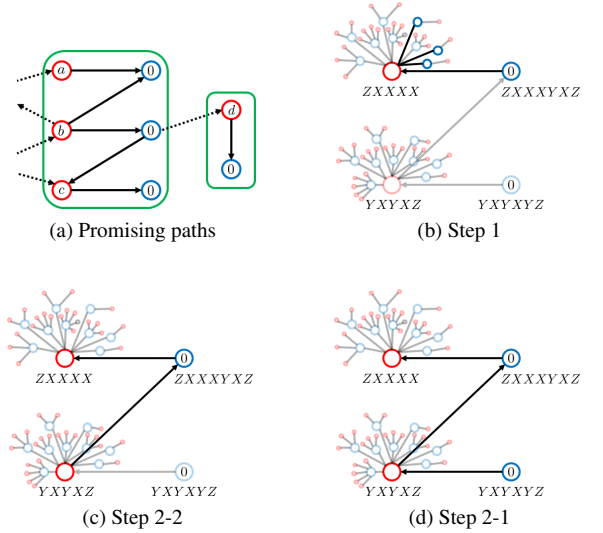 a
0
b
0
c
0
d
0
(a) Promising paths
0
ZXXXX
ZXXXYXZ
0
YXYXZ
YXYXYZ
(b) Step 1
0
ZXXXX
ZXXXYXZ
0
YXYXZ
YXYXYZ
(c) Step 2-2
0
ZXXXX
ZXXXYXZ
0
YXYXZ
YXYXYZ
(d) Step 2-1